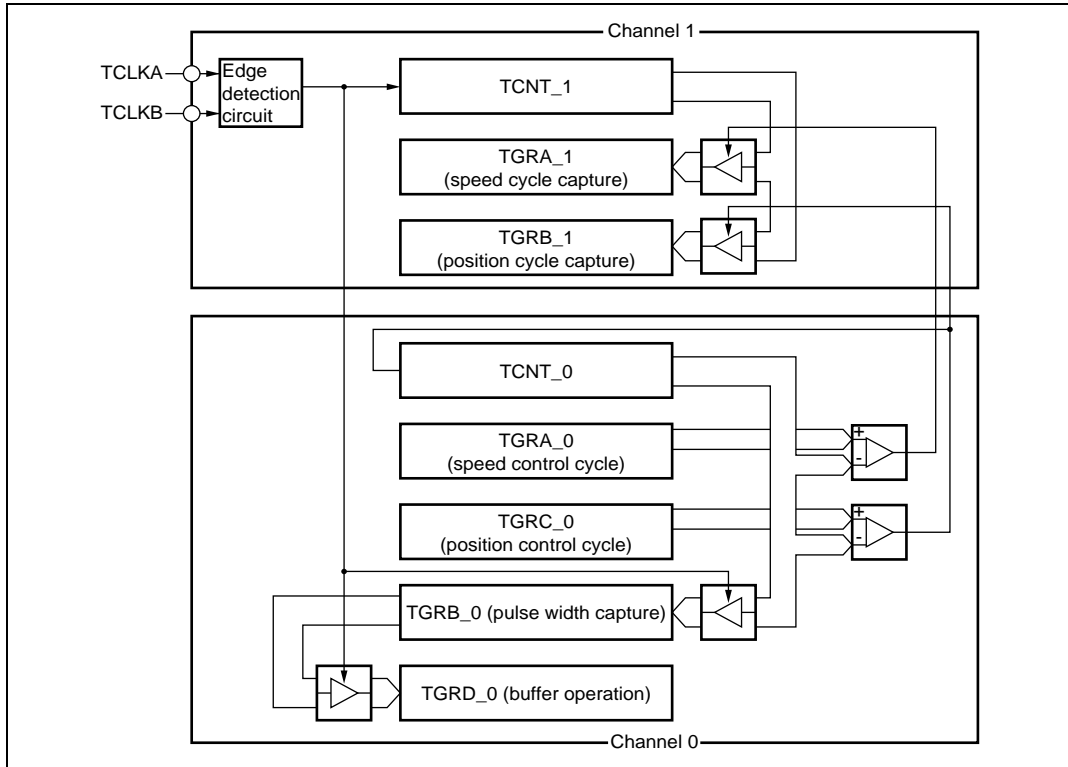 Channel 1
TCLKA
TCLKB
Edge
detection
circuit
TCNT_1
TGRA_1
(speed cycle capture)
TGRB_1
(position cycle capture)
TCNT_0
TGRA_0
(speed control cycle)
+
-
TGRC_0
(position control cycle)
+
-
TGRB_0 (pulse width capture)
TGRD_0 (buffer operation)
Channel 0